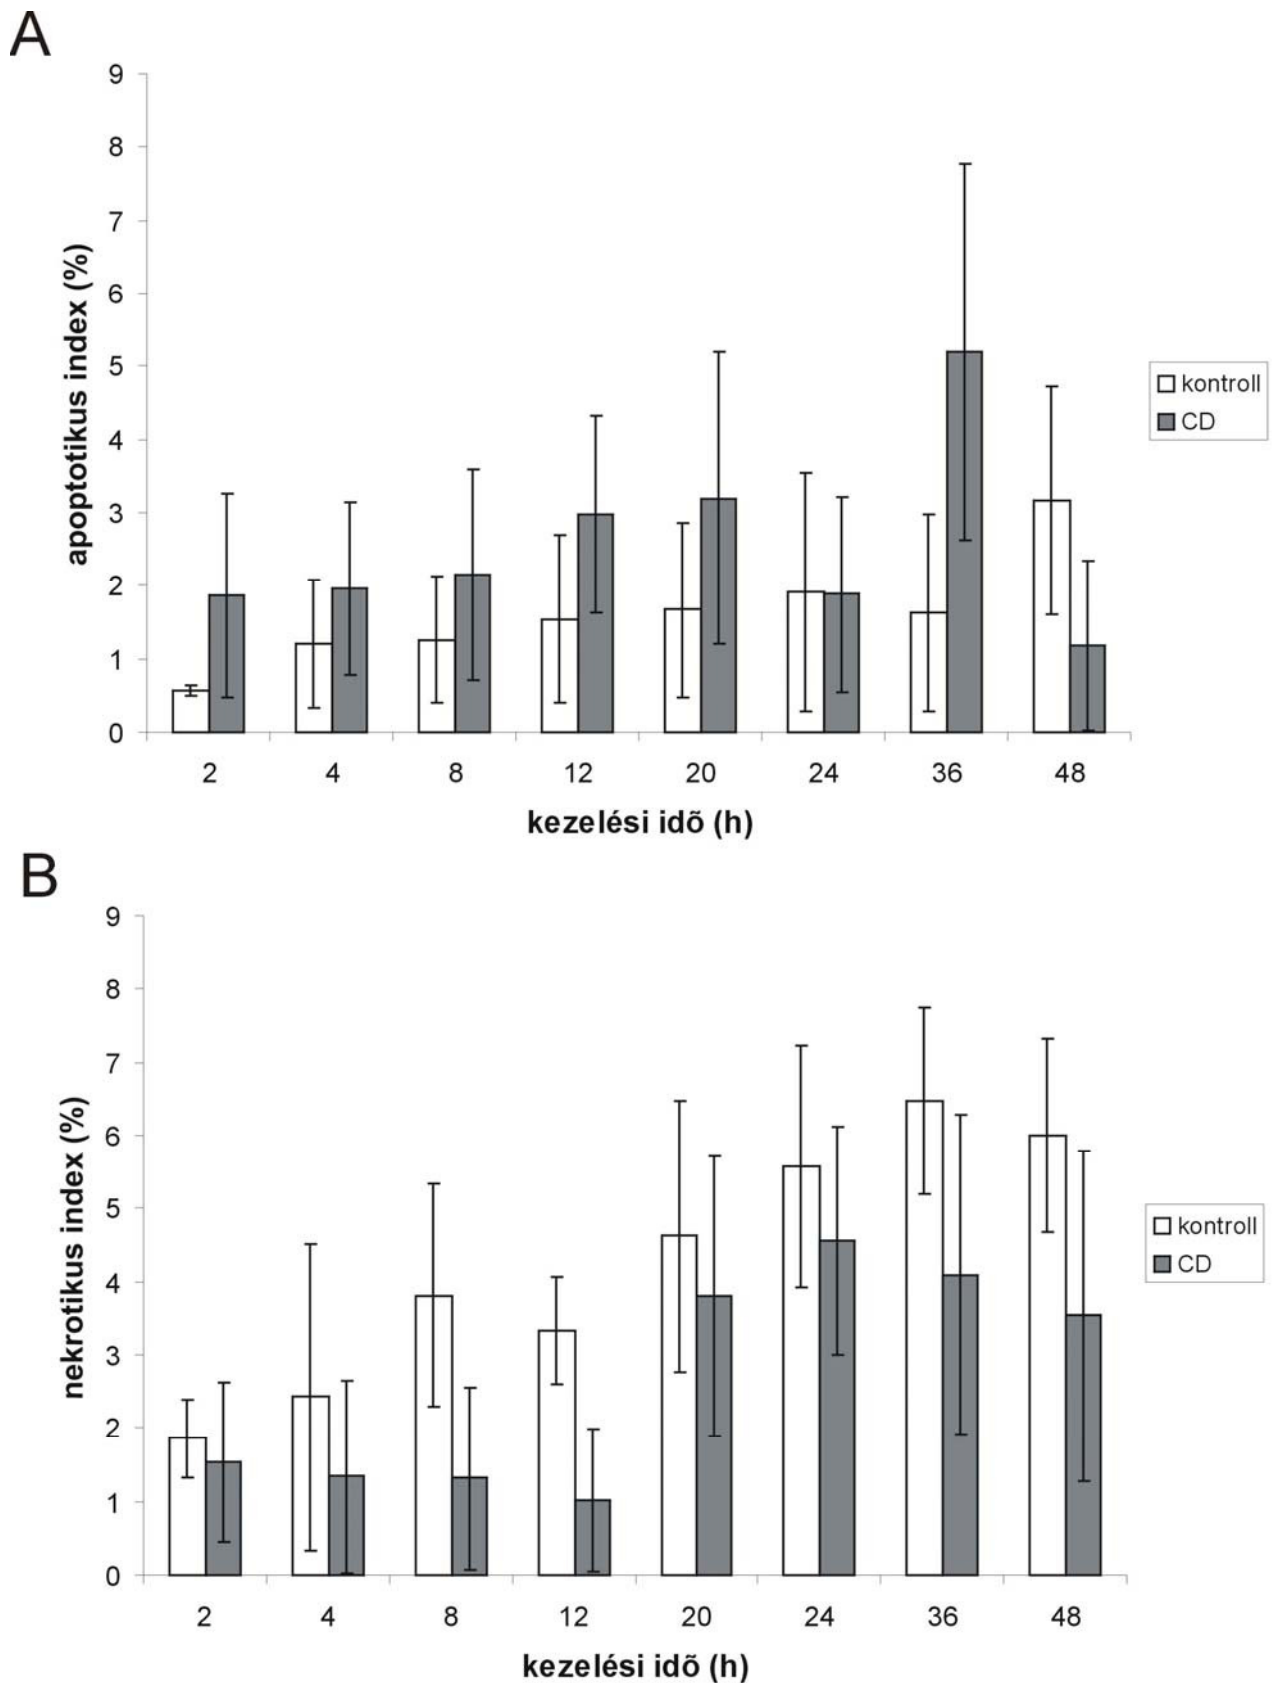 A
9
8
7
6
5
4
3
2
1
0
apoptotikus index (%)
2 4 8 12 20 24 36 48
kezelési idõ (h)
kontroll
CD
B
9
8
7
6
5
4
3
2
1
0
nekrotikus index (%)
2 4 8 12 20 24 36 48
kezelési idõ (h)
kontroll
CD